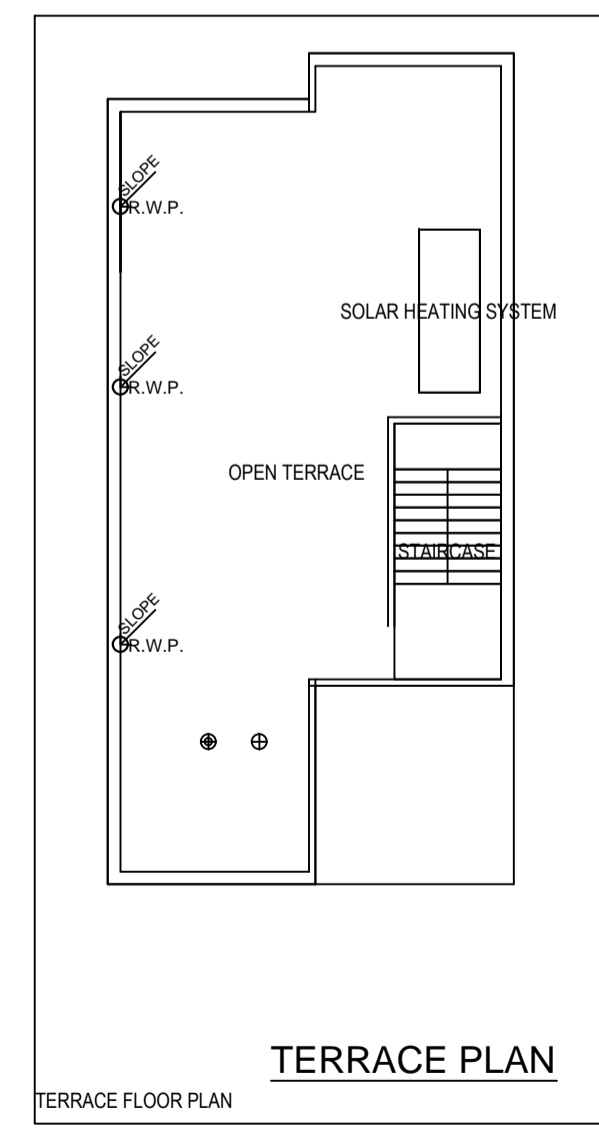 SLOPE
R.W.P.
SOLAR HEATING SYSTEM
SLOPE
R.W.P.
OPEN TERRACE
STAIRCASE
SLOPE
R.W.P.
TERRACE PLAN
TERRACE FLOOR PLAN